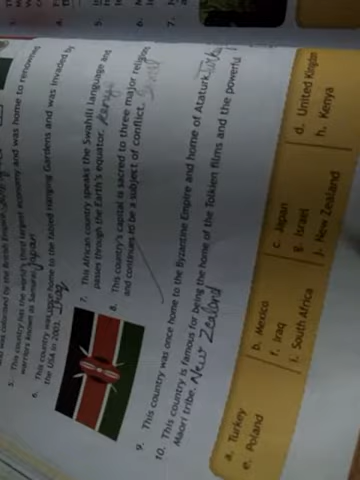 was colonised by the British Empire.
5. This country has the world's third largest economy and was home to renowned
warriors known as Samurai. Japan
6. This country was once home to the fabled Hanging Gardens and was invaded by
the USA in 2003. Iraq
7. This African country speaks the Swahili language and
passes through the Earth's equator. Kenya
8. This country's capital is sacred to three major religions
and continues to be a subject of conflict.
9. This country was once home to the Byzantine Empire and home of Ataturk.
10. This country is famous for being the home of the Tolkien films and the powerful
Maori tribe. New Zealand
a. Turkey b. Mexico c. Japan d. United Kingdom
e. Poland f. Iraq g. Israel h. Kenya
i. South Africa j. New Zealand